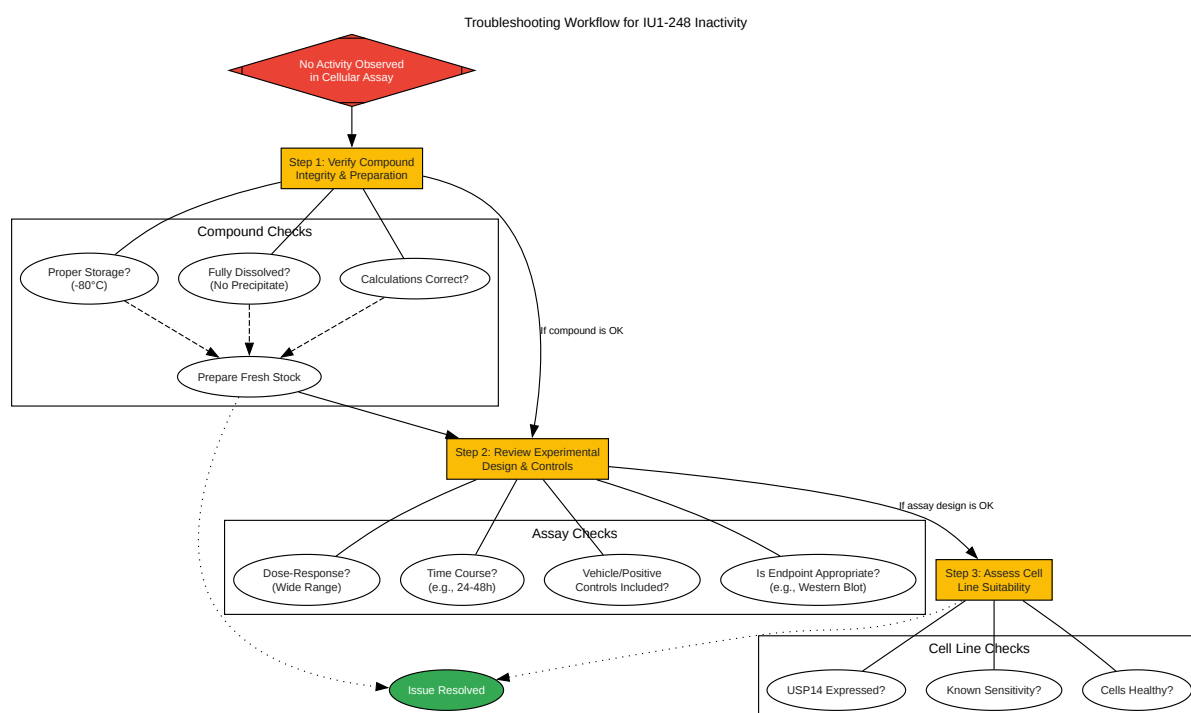 Troubleshooting Workflow for IU1-248 Inactivity
No Activity Observed
in Cellular Assay
Step 1: Verify Compound
Integrity & Preparation
Compound Checks
Proper Storage?
(-80°C)
Fully Dissolved?
(No Precipitate)
Calculations Correct?
If compound is OK
Prepare Fresh Stock
Step 2: Review Experimental
Design & Controls
If assay design is OK
Assay Checks
Dose-Response?
(Wide Range)
Time Course?
(e.g., 24-48h)
Vehicle/Positive
Controls Included?
Is Endpoint Appropriate?
(e.g., Western Blot)
Step 3: Assess Cell
Line Suitability
Cell Line Checks
Issue Resolved
USP14 Expressed?
Known Sensitivity?
Cells Healthy?